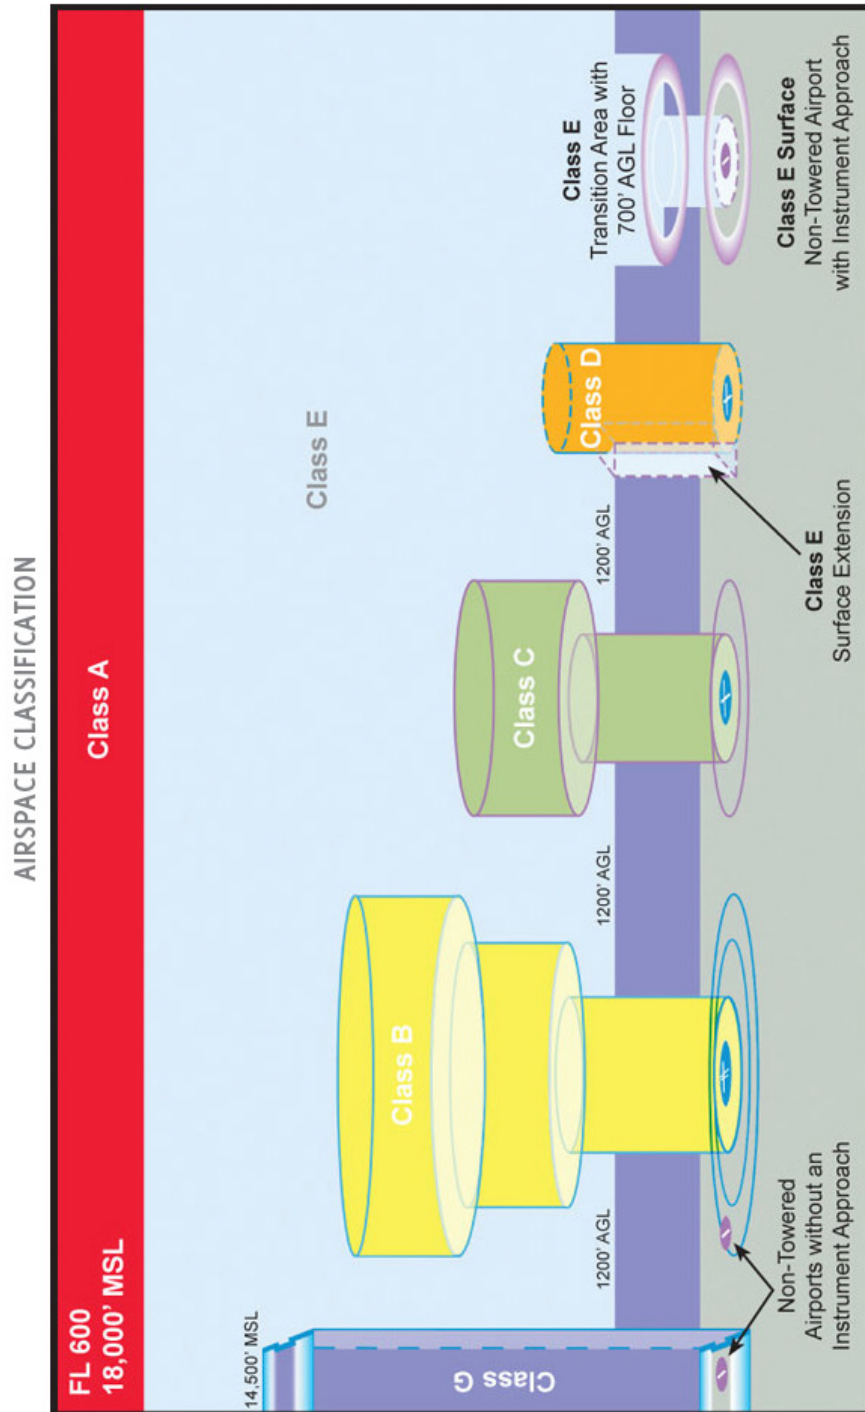 AIRSPACE CLASSIFICATION
FL 600
18,000’ MSL
Class A
Class E
14,500’ MSL
Class G
Class B
Class C
Class D
1200’ AGL
1200’ AGL
1200’ AGL
Class E
Transition Area with
700’ AGL Floor
Non-Towered
Airports without an
Instrument Approach
Class E
Surface Extension
Class E Surface
Non-Towered Airport
with Instrument Approach